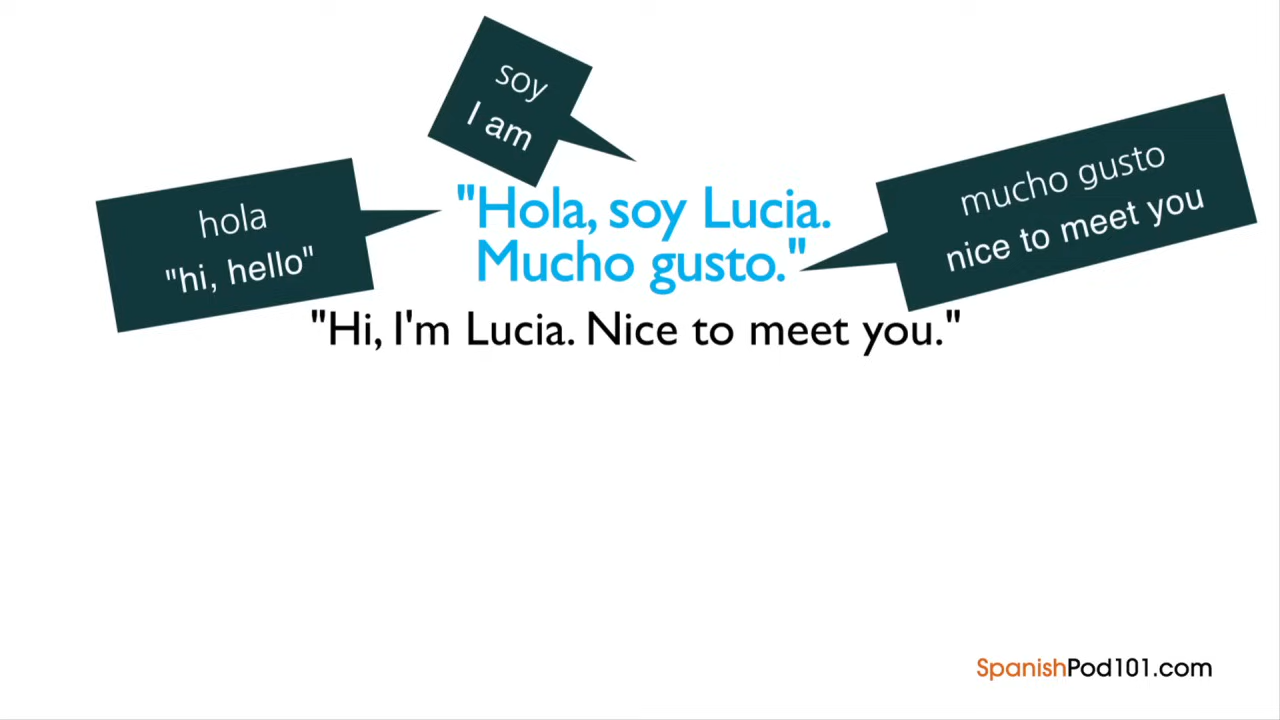 soy
I am
hola
"hi, hello"
mucho gusto
nice to meet you
"Hola, soy Lucia.
Mucho gusto."
"Hi, I'm Lucia. Nice to meet you."
SpanishPod101.com